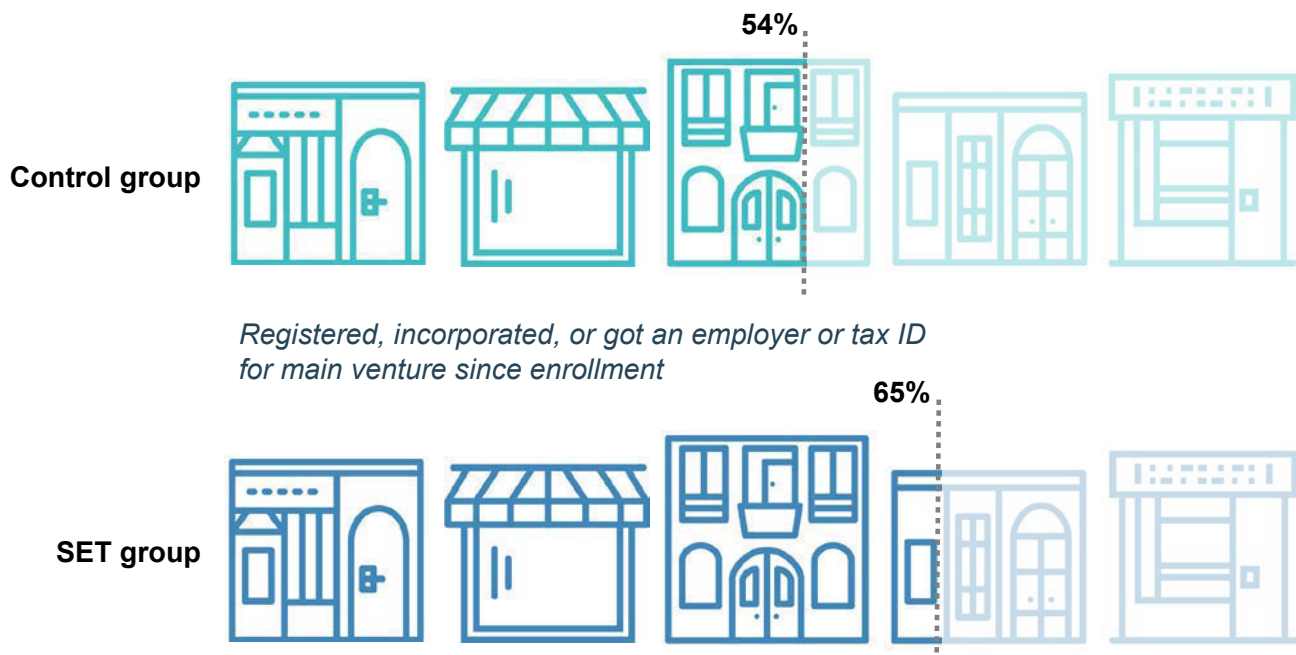 54%
Control group
Registered, incorporated, or got an employer or tax ID
for main venture since enrollment
65%
SET group